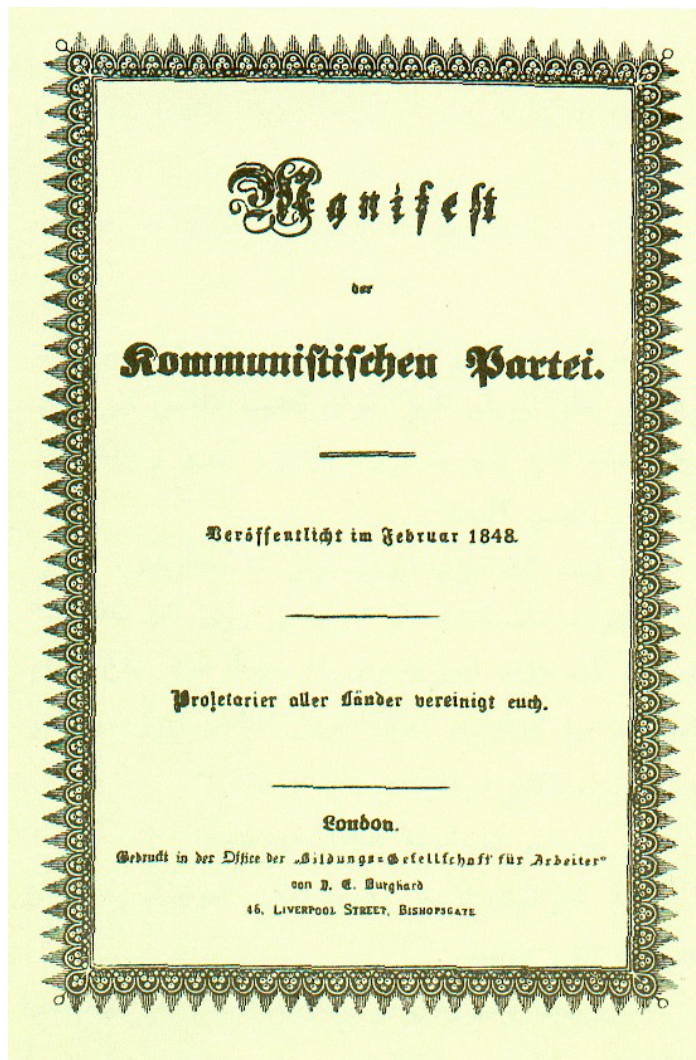 Manifest
der
Kommunistischen Partei.
Veröffentlicht im Februar 1848.
Proletarier aller Länder vereinigt euch.
London.
Gedruckt in der Office der „Bildungs=Gesellschaft für Arbeiter“
von J. E. Burghard
46, LIVERPOOL STREET, BISHOPSGATE